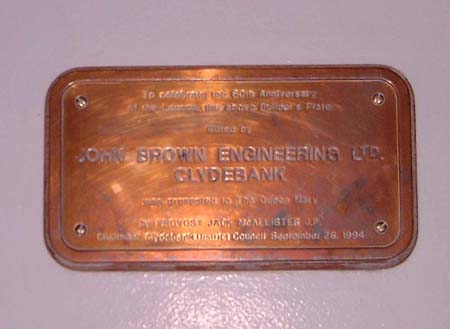 To celebrate the 60th Anniversary
of the Launch, the above Builder's Plate
Gifted by
JOHN BROWN ENGINEERING LTD.
CLYDEBANK
was presented to The Queen Mary
by PROVOST JACK McALLISTER J.P.
Chairman, Clydebank District Council September 26, 1994